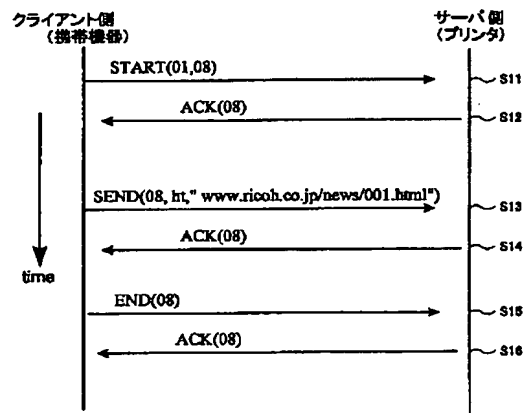 クライアント側
(携帯機器)
サーバ側
(プリンタ)
START(01,08)
S11
ACK(08)
S12
SEND(08, ht," www.ricoh.co.jp/news/001.html")
S13
ACK(08)
S14
time
END(08)
S15
ACK(08)
S16